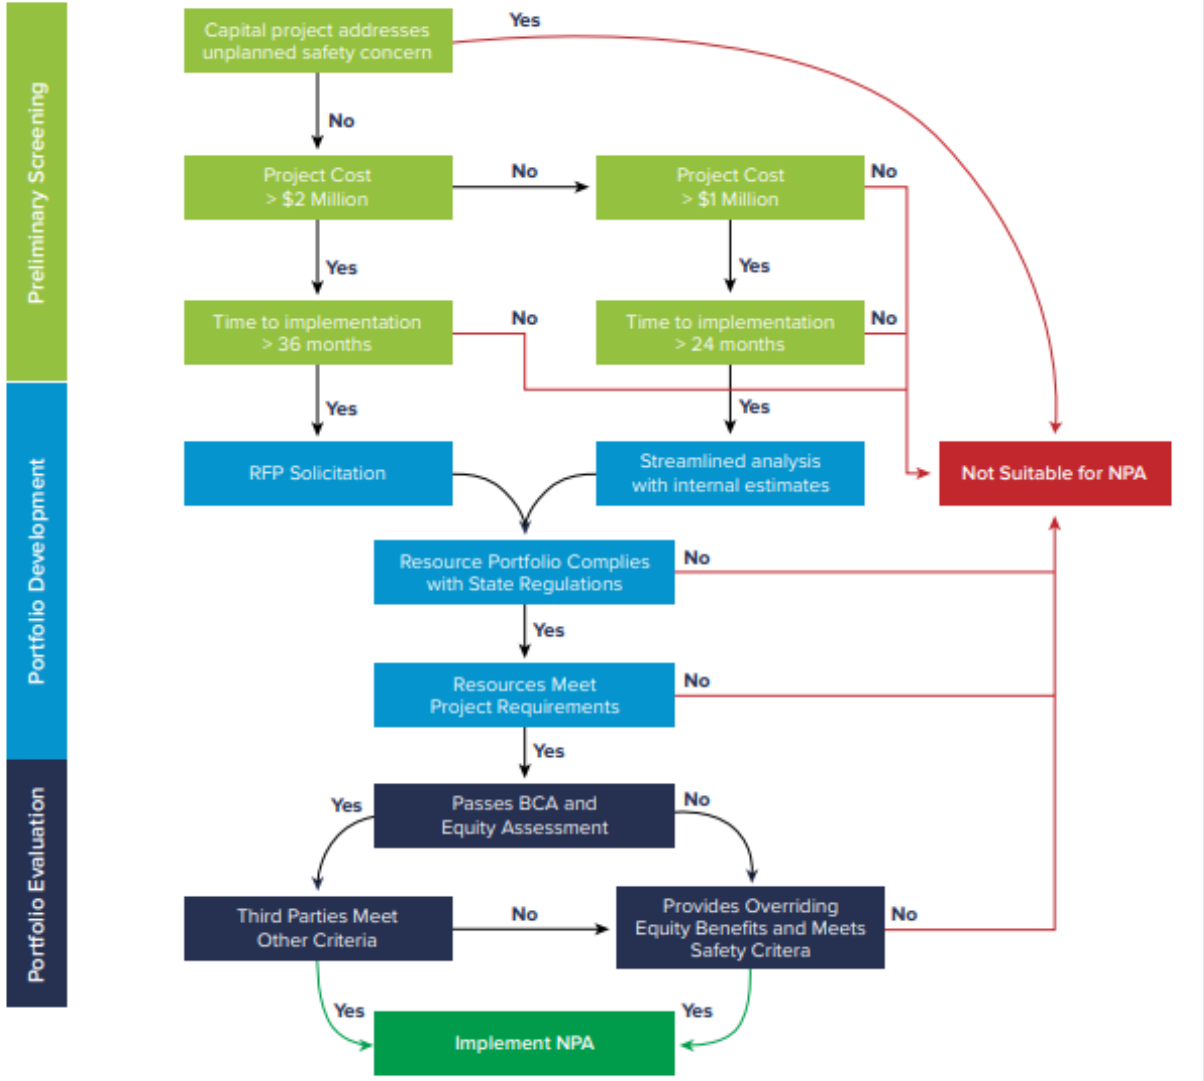 Preliminary Screening
Capital project addresses
unplanned safety concern
Yes
No
Project Cost
> $2 Million
No
Project Cost
> $1 Million
No
Yes
Yes
Time to implementation
> 36 months
No
Time to implementation
> 24 months
No
Yes
Yes
Portfolio Development
RFP Solicitation
Streamlined analysis
with internal estimates
Not Suitable for NPA
Resource Portfolio Complies
with State Regulations
No
Yes
Resources Meet
Project Requirements
No
Yes
Portfolio Evaluation
Passes BCA and
Equity Assessment
Yes
No
Third Parties Meet
Other Criteria
No
Provides Overriding
Equity Benefits and Meets
Safety Critera
No
Yes
Yes
Implement NPA